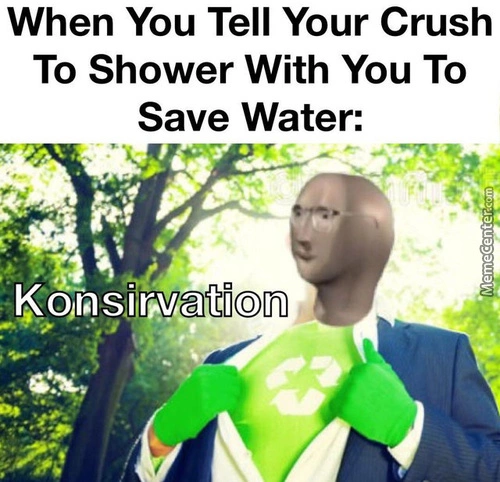 When You Tell Your Crush
To Shower With You To
Save Water:
MemeCenter.com
Konsirvation